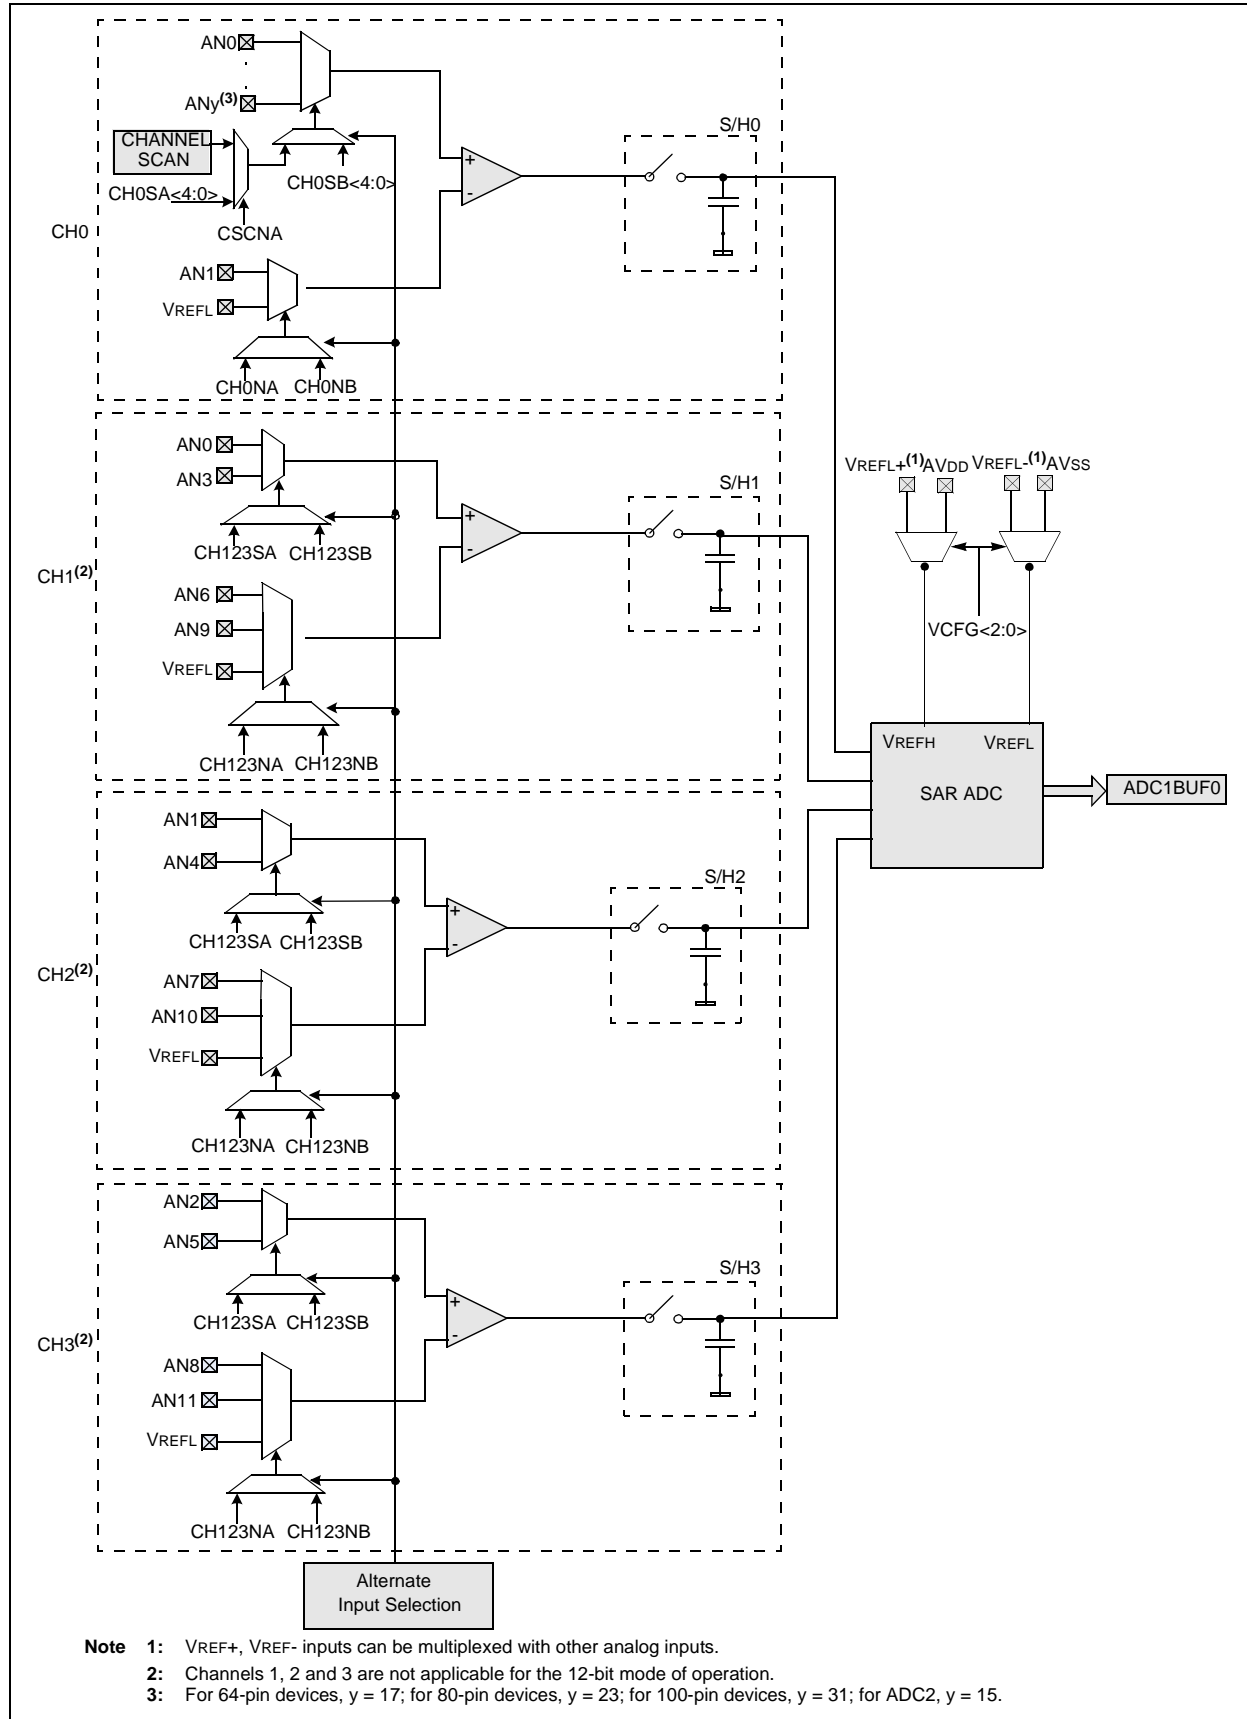 AN0
ANy(3)
CHANNEL
SCAN
CH0SA<4:0>
CH0SB<4:0>
CSCNA
CH0
AN1
VREFL
CH0NA
CH0NB
S/H0
+
-
AN0
AN3
CH123SA
CH123SB
CH1(2)
AN6
AN9
VREFL
CH123NA
CH123NB
S/H1
+
-
VREFL+(1)
AVDD
VREFL-(1)
AVSS
VCFG<2:0>
VREFH
VREFL
SAR ADC
ADC1BUF0
AN1
AN4
CH123SA
CH123SB
CH2(2)
AN7
AN10
VREFL
CH123NA
CH123NB
S/H2
+
-
AN2
AN5
CH123SA
CH123SB
CH3(2)
AN8
AN11
VREFL
CH123NA
CH123NB
S/H3
+
-
Alternate
Input Selection
Note 1: VREF+, VREF- inputs can be multiplexed with other analog inputs.
2: Channels 1, 2 and 3 are not applicable for the 12-bit mode of operation.
3: For 64-pin devices, y = 17; for 80-pin devices, y = 23; for 100-pin devices, y = 31; for ADC2, y = 15.